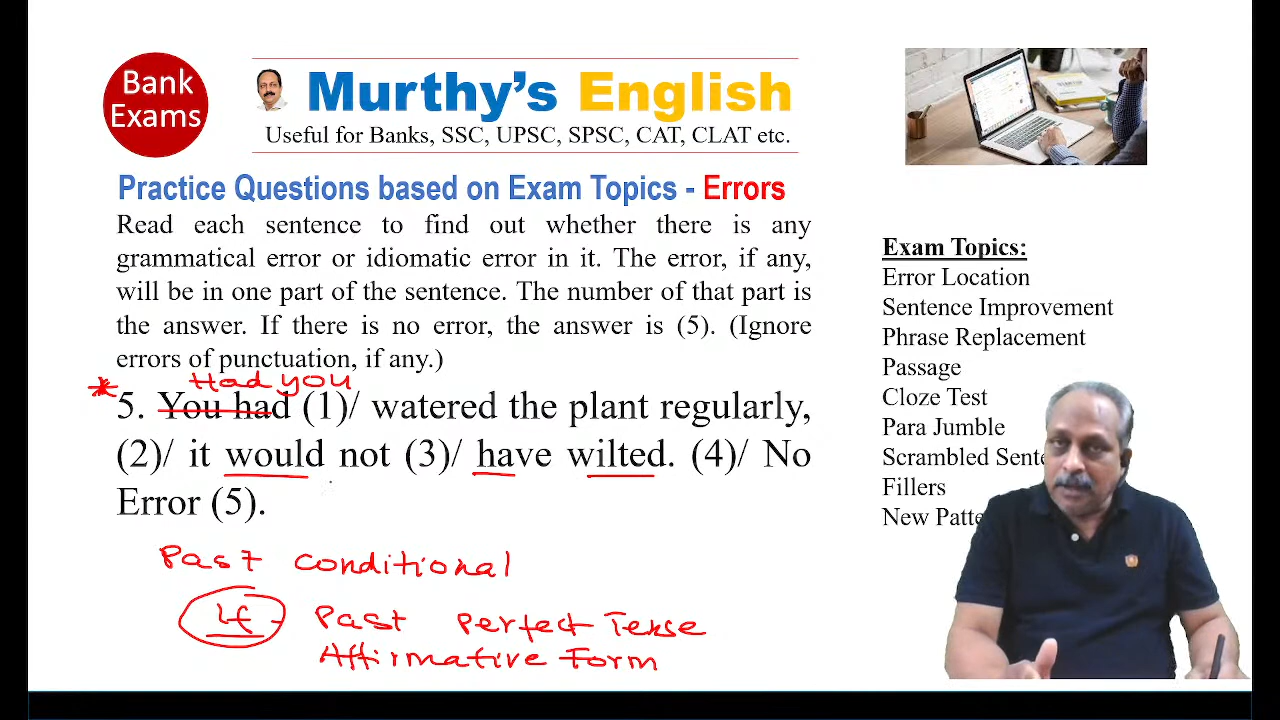 Bank
Exams
Murthy's English
Useful for Banks, SSC, UPSC, SPSC, CAT, CLAT etc.
Practice Questions based on Exam Topics - Errors
Read each sentence to find out whether there is any
grammatical error or idiomatic error in it. The error, if any,
will be in one part of the sentence. The number of that part is
the answer. If there is no error, the answer is (5). (Ignore
errors of punctuation, if any.)
Had you
* 5. You had (1)/ watered the plant regularly,
(2)/ it would not (3)/ have wilted. (4)/ No
Error (5).
Past Conditional
If - Past Perfect Tense
Affirmative Form
Exam Topics:
Error Location
Sentence Improvement
Phrase Replacement
Passage
Cloze Test
Para Jumble
Scrambled
Fillers
New